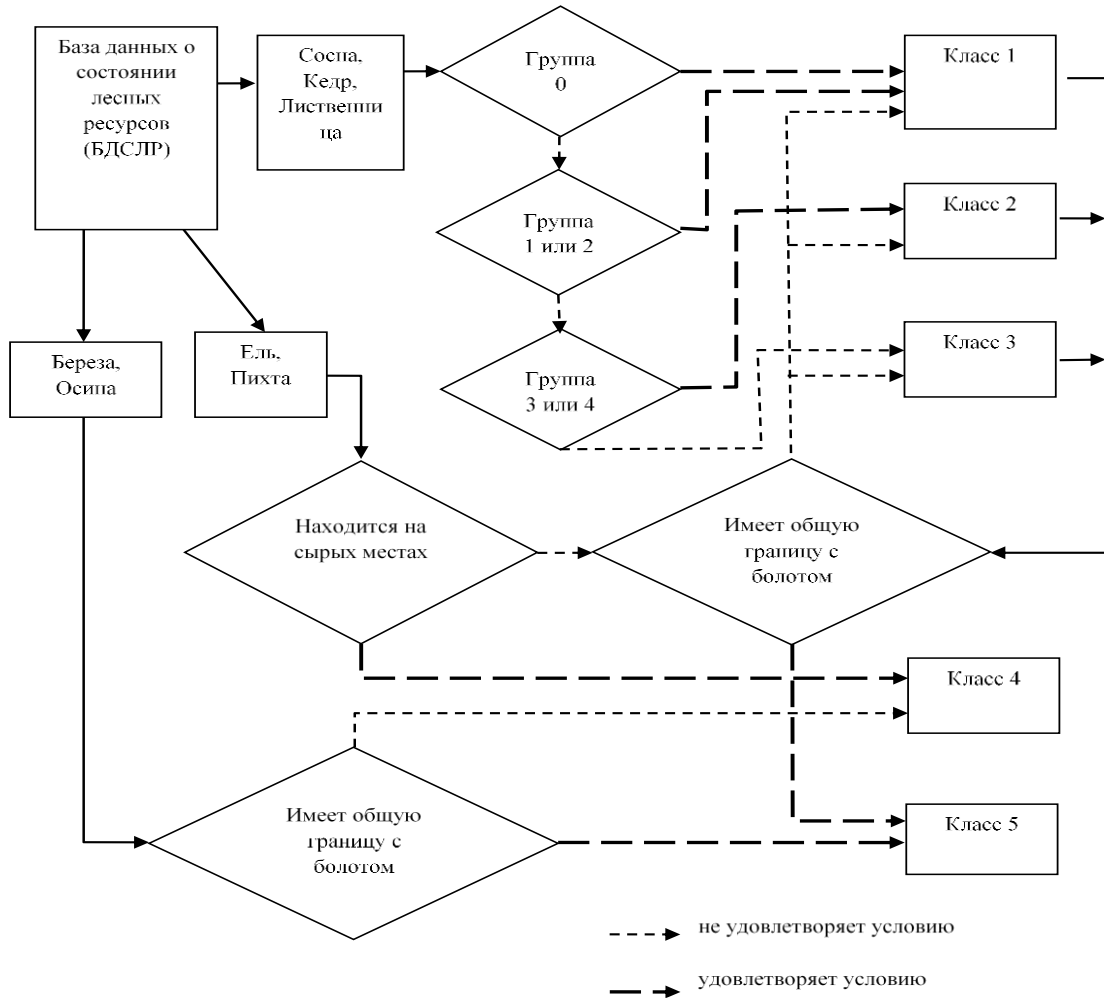 База данных о
состоянии
лесных
ресурсов
(БДСЛР)
Сосна,
Кедр,
Лиственни
ца
Группа
0
Класс 1
Группа
1 или 2
Класс 2
Береза,
Осина
Ель,
Пихта
Группа
3 или 4
Класс 3
Находится на
сырых местах
Имеет общую
границу с
болотом
Класс 4
Имеет общую
границу с
болотом
Класс 5
не удовлетворяет условию
удовлетворяет условию